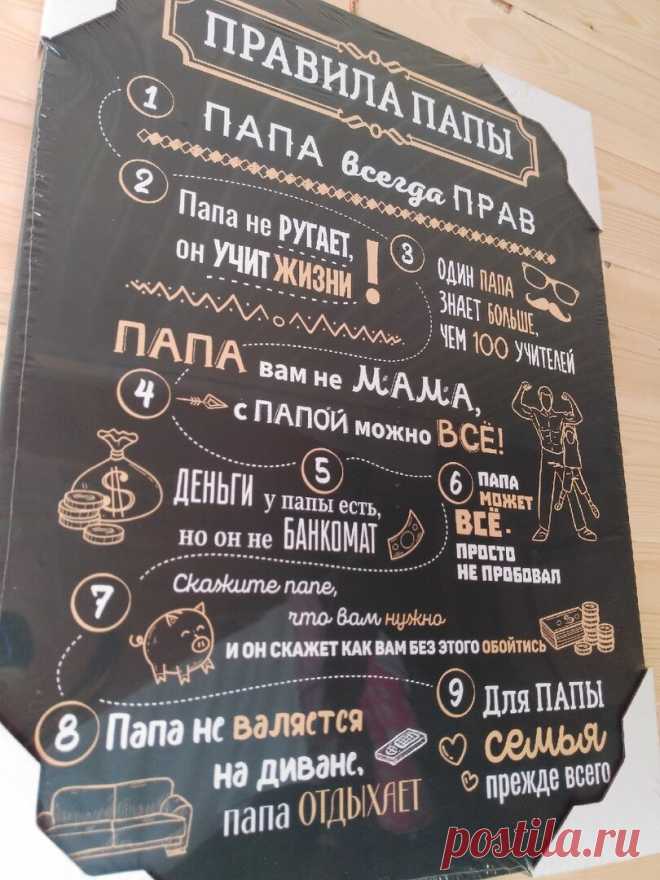 ПРАВИЛА ПАПЫ
1
ПАПА всегда ПРАВ
2
Папа не РУГАЕТ,
он УЧИТ ЖИЗНИ!
3
ОДИН ПАПА
ЗНАЕТ БОЛЬШЕ,
ЧЕМ 100 УЧИТЕЛЕЙ
4
ПАПА вам не МАМА,
с ПАПОЙ можно ВСЁ!
5
ДЕНЬГИ у папы есть,
но он не БАНКОМАТ
6
ПАПА
МОЖЕТ
ВСЁ -
ПРОСТО
НЕ ПРОБОВАЛ
7
Скажите папе,
что вам нужно
И ОН СКАЖЕТ КАК ВАМ БЕЗ ЭТОГО ОБОЙТИСЬ
8
Папа не валяется
на диване,
папа ОТДЫХАЕТ
9
Для ПАПЫ
семья
прежде всего
postila.ru